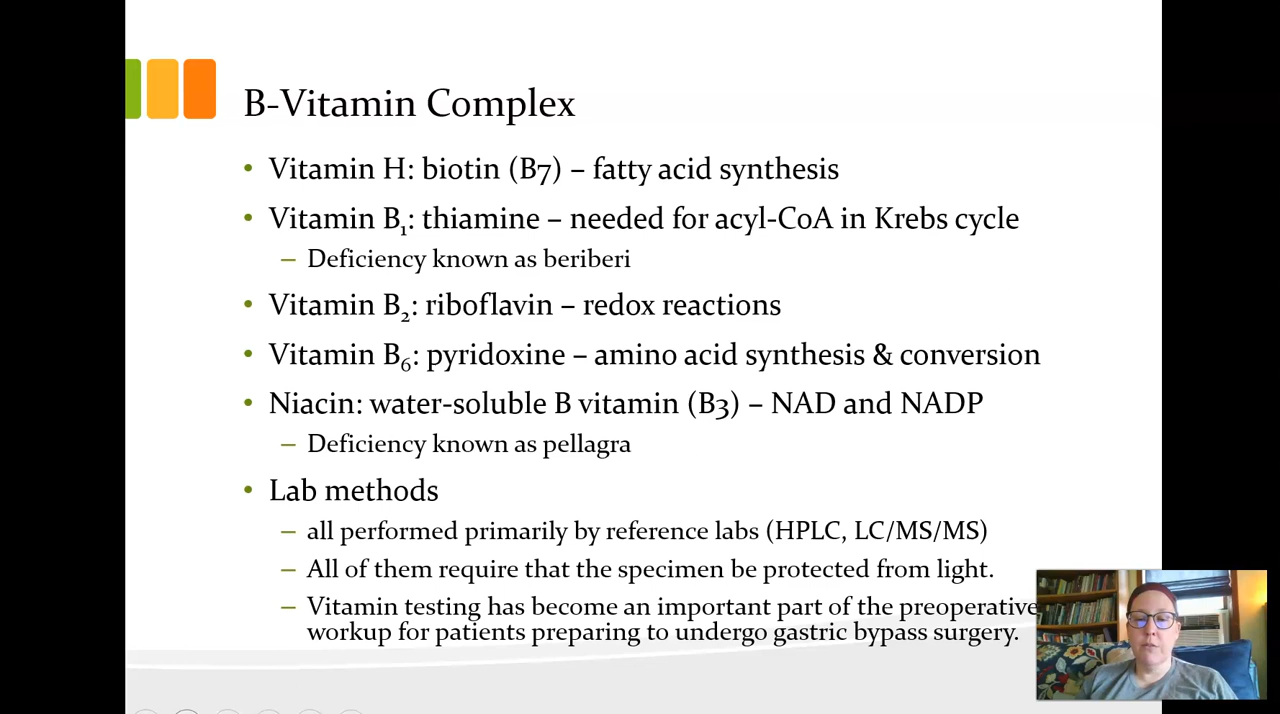 B-Vitamin Complex
• Vitamin H: biotin (B7) – fatty acid synthesis
• Vitamin B₁: thiamine – needed for acyl-CoA in Krebs cycle
– Deficiency known as beriberi
• Vitamin B₂: riboflavin – redox reactions
• Vitamin B₆: pyridoxine – amino acid synthesis & conversion
• Niacin: water-soluble B vitamin (B3) – NAD and NADP
– Deficiency known as pellagra
• Lab methods
– all performed primarily by reference labs (HPLC, LC/MS/MS)
– All of them require that the specimen be protected from light.
– Vitamin testing has become an important part of the preoperative
workup for patients preparing to undergo gastric bypass surgery.